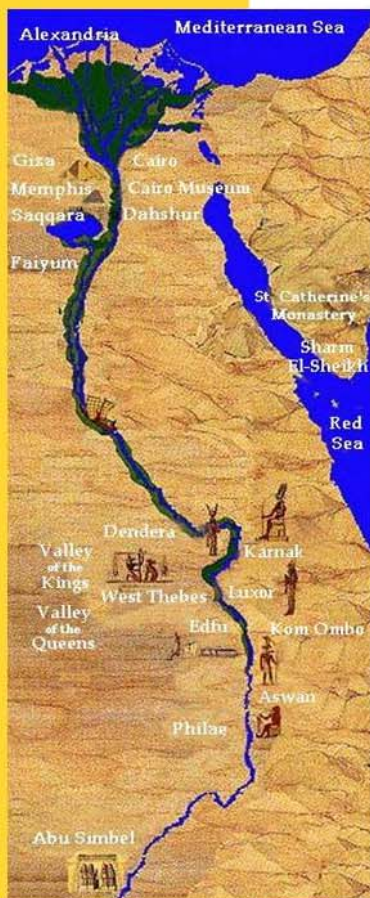 Mediterranean Sea
Alexandria
Giza
Cairo
Memphis
Cairo Museum
Saqqara
Dahshur
Faiyum
St. Catherine's
Monastery
Sharm
El-Sheikh
Red
Sea
Dendera
Karnak
Valley
of the
Kings
West Thebes
Luxor
Valley
of the
Queens
Edfu
Kom Ombo
Aswan
Philae
Abu Simbel